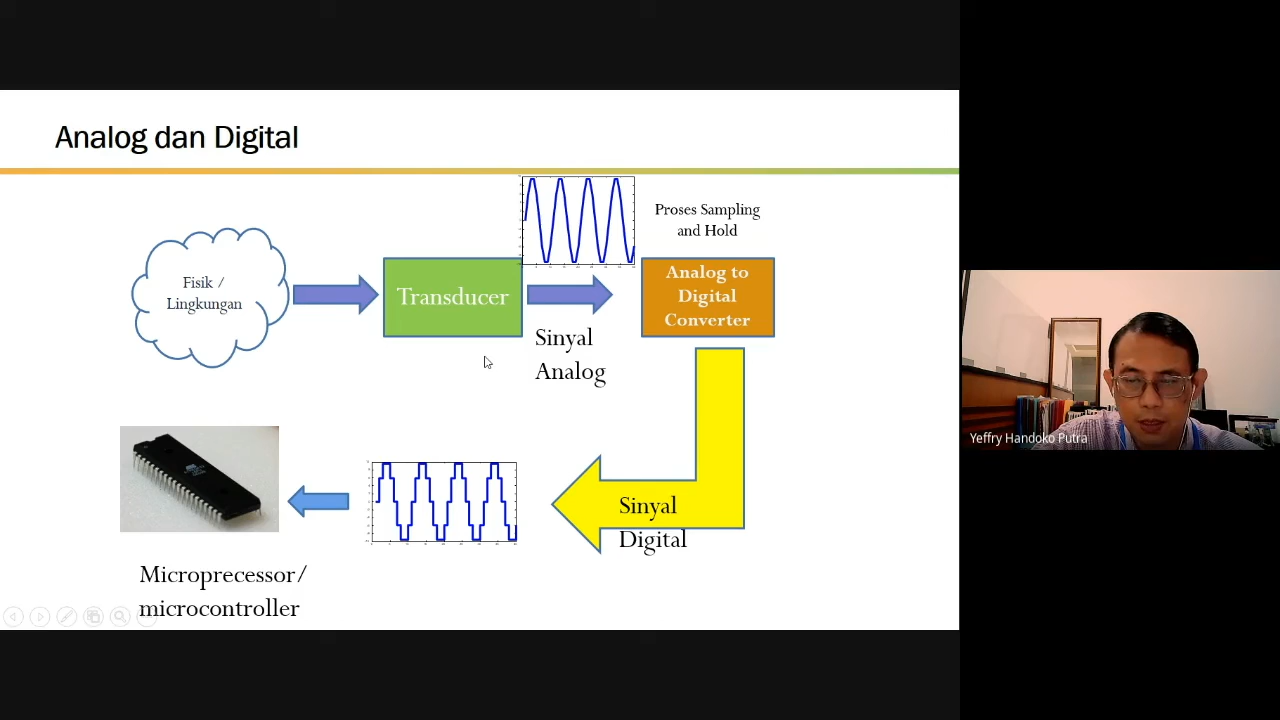 Analog dan Digital
Proses Sampling
and Hold
Fisik /
Lingkungan
Transducer
Analog to
Digital
Converter
Sinyal
Analog
Sinyal
Digital
Microprecessor/
microcontroller
Yeffry Handoko Putra